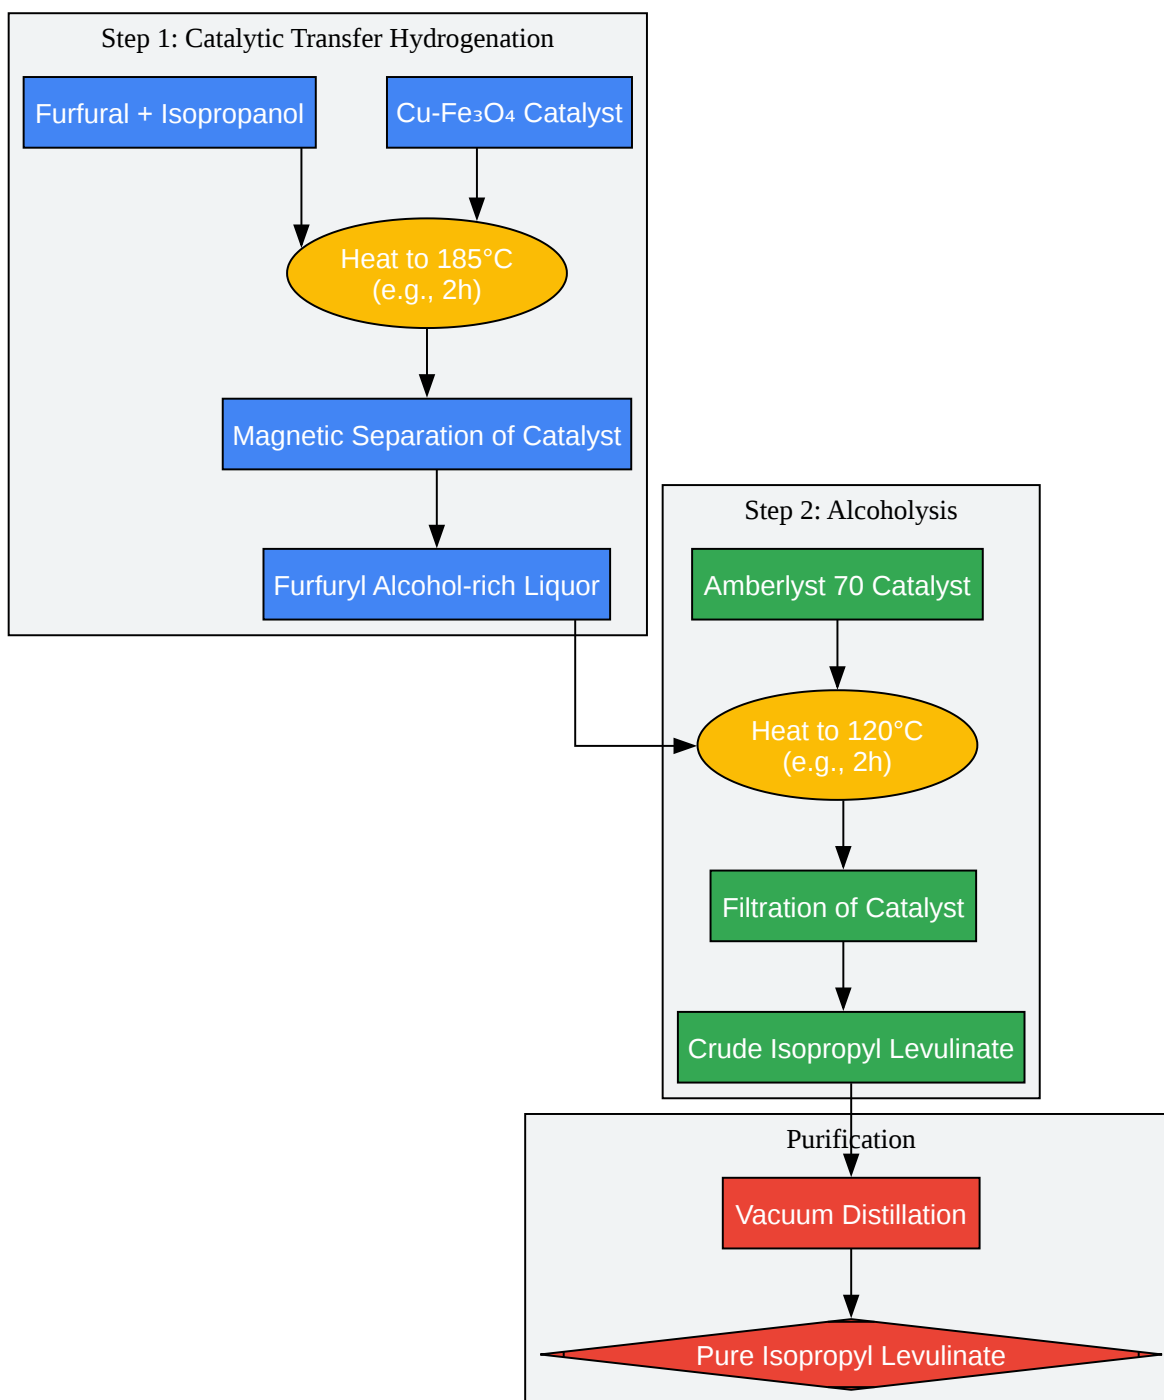 Step 1: Catalytic Transfer Hydrogenation
Furfural + Isopropanol
Cu-Fe₃O₄ Catalyst
Heat to 185°C
(e.g., 2h)
Magnetic Separation of Catalyst
Furfuryl Alcohol-rich Liquor
Step 2: Alcoholysis
Amberlyst 70 Catalyst
Heat to 120°C
(e.g., 2h)
Filtration of Catalyst
Crude Isopropyl Levulinate
Purification
Vacuum Distillation
Pure Isopropyl Levulinate